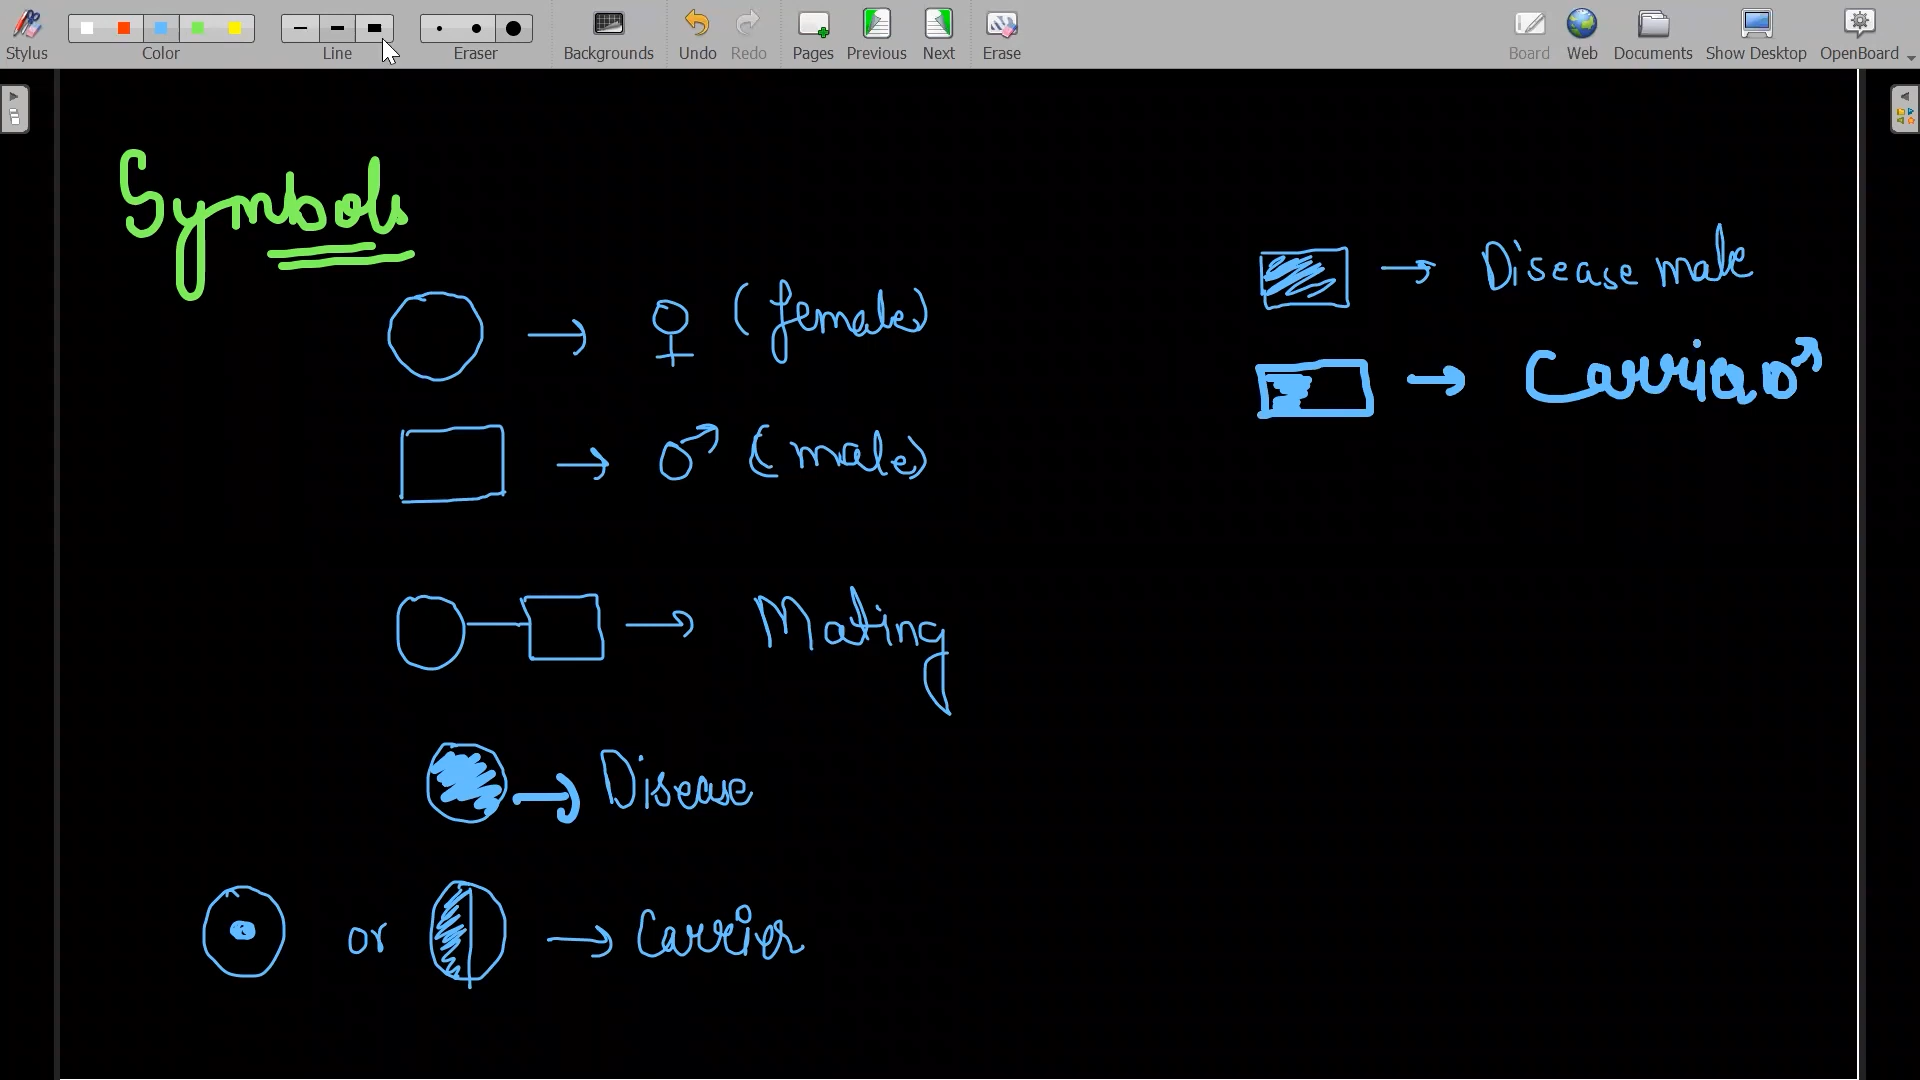 Stylus
Color
Line
Eraser
Backgrounds
Undo
Redo
Pages
Previous
Next
Erase
Board
Web
Documents
Show Desktop
OpenBoard
Symbols
→ ♀ (female)
→ ♂ (male)
→ Mating
→ Disease
or → Carrier
→ Disease male
→ Carrier ♂